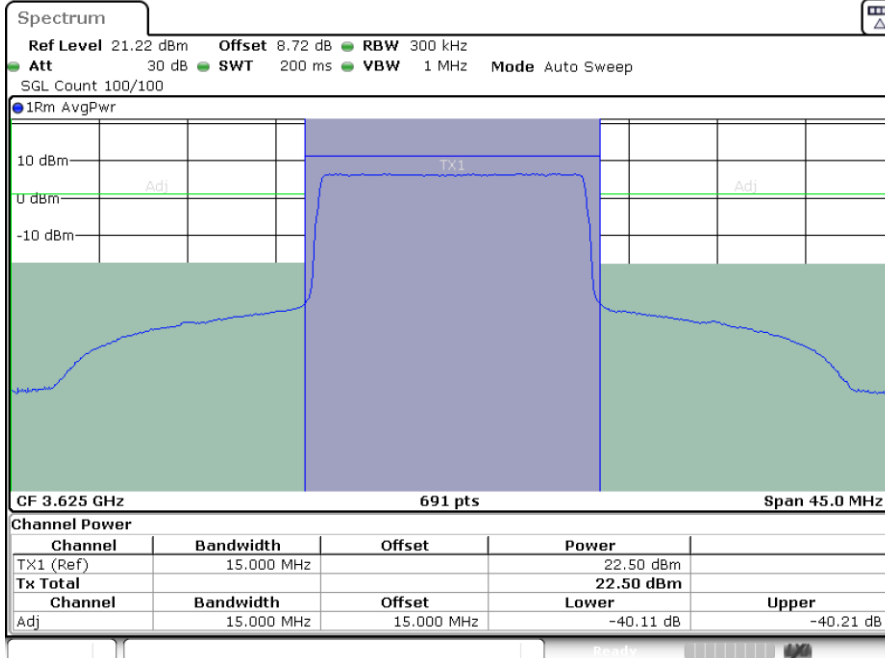 Spectrum
Ref Level 21.22 dBm Offset 8.72 dB RBW 300 kHz
Att 30 dB SWT 200 ms VBW 1 MHz Mode Auto Sweep
SGL Count 100/100
1Rm AvgPwr
10 dBm
TX1
Adj Adj
0 dBm
-10 dBm
CF 3.625 GHz 691 pts Span 45.0 MHz
Channel Power
Channel Bandwidth Offset Power
TX1 (Ref) 15.000 MHz 22.50 dBm
Tx Total 22.50 dBm
Channel Bandwidth Offset Lower Upper
Adj 15.000 MHz 15.000 MHz -40.11 dB -40.21 dB
Ready